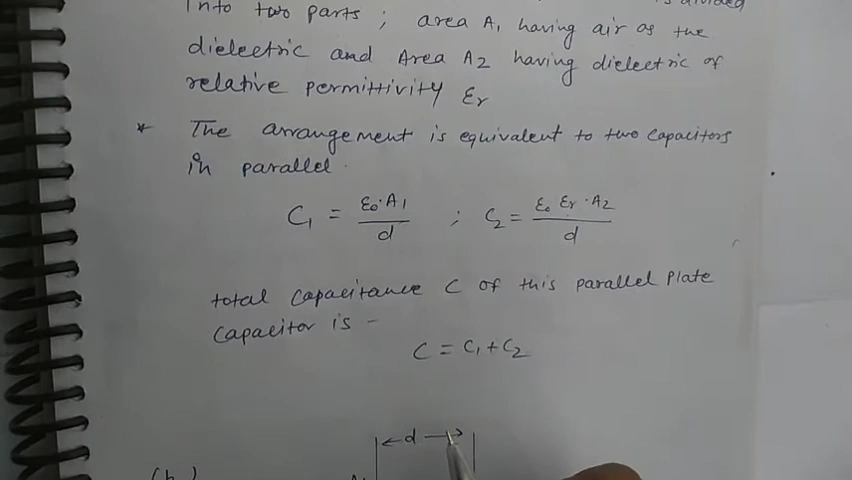 Into two parts ; area A₁ having air as the
dielectric and Area A2 having dielectric of
relative permittivity εr
* The arrangement is equivalent to two capacitors
in parallel.
C₁ = ε₀·A₁ / d ; C₂ = ε₀ εr·A₂ / d
total capacitance C of this parallel plate
capacitor is –
C = C₁ + C₂
← d →
(b)